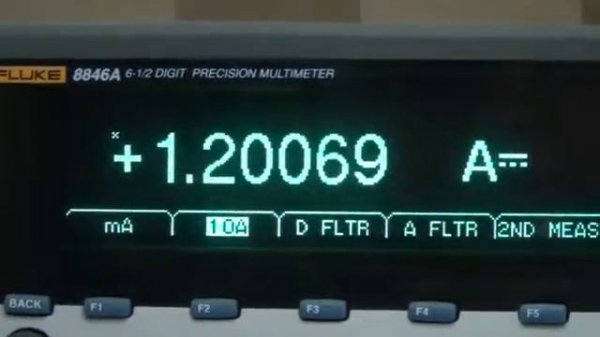 FLUKE 8846A 6-1/2 DIGIT PRECISION MULTIMETER
+1.20069 A
mA 10A D FLTR A FLTR 2ND MEAS
BACK F1 F2 F3 F4 F5